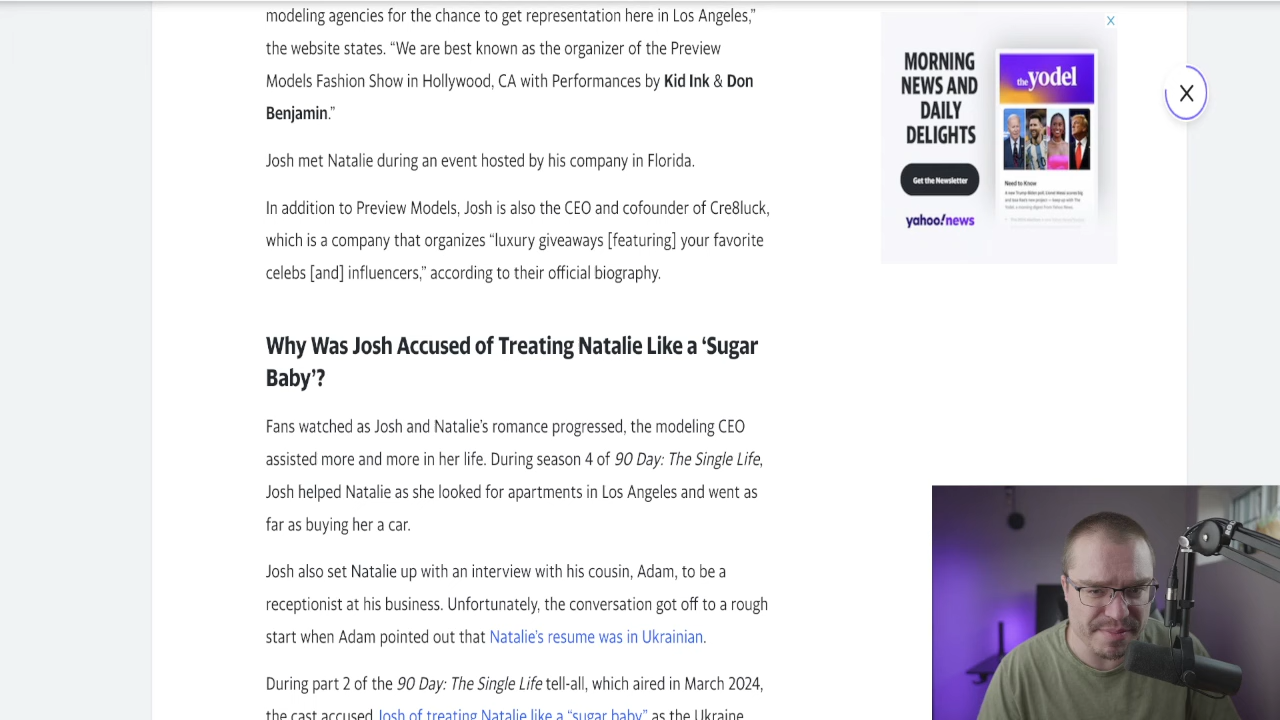 modeling agencies for the chance to get representation here in Los Angeles,”
the website states. “We are best known as the organizer of the Preview
Models Fashion Show in Hollywood, CA with Performances by Kid Ink & Don
Benjamin.”
Josh met Natalie during an event hosted by his company in Florida.
In addition to Preview Models, Josh is also the CEO and cofounder of Cre8luck,
which is a company that organizes “luxury giveaways [featuring] your favorite
celebs [and] influencers,” according to their official biography.
Why Was Josh Accused of Treating Natalie Like a ‘Sugar
Baby’?
Fans watched as Josh and Natalie’s romance progressed, the modeling CEO
assisted more and more in her life. During season 4 of 90 Day: The Single Life,
Josh helped Natalie as she looked for apartments in Los Angeles and went as
far as buying her a car.
Josh also set Natalie up with an interview with his cousin, Adam, to be a
receptionist at his business. Unfortunately, the conversation got off to a rough
start when Adam pointed out that Natalie’s resume was in Ukrainian.
During part 2 of the 90 Day: The Single Life tell-all, which aired in March 2024,
the cast accused Josh of treating Natalie like a “sugar baby” as the Ukraine
MORNING
NEWS AND
DAILY
DELIGHTS
Get the Newsletter
yahoo!news
the yodel
Need to Know
X
X